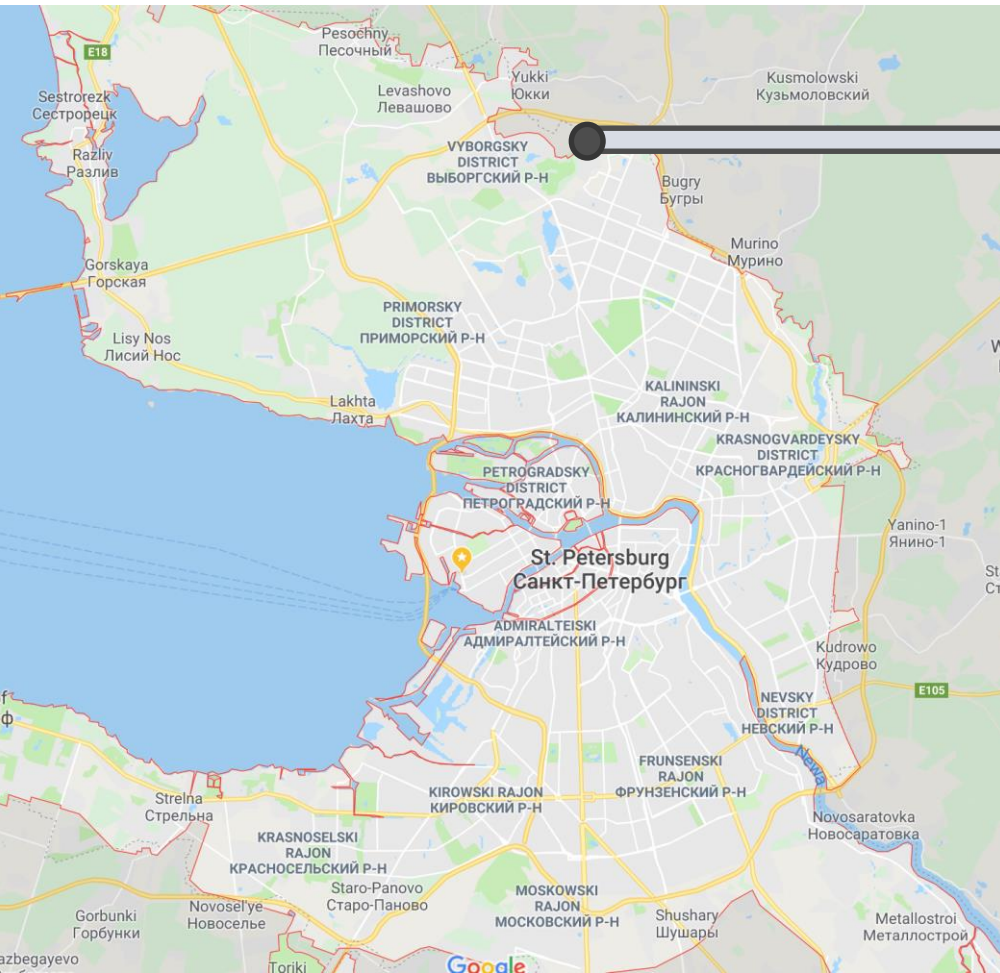 Pesochny
Песочный
E18
Levashovo
Левашово
Yukki
Юкки
Kusmolowski
Кузьмоловский
Sestrorezk
Сестрорецк
Razliv
Разлив
VYBORGSKY
DISTRICT
ВЫБОРГСКИЙ Р-Н
Bugry
Бугры
Murino
Мурино
Gorskaya
Горская
PRIMORSKY
DISTRICT
ПРИМОРСКИЙ Р-Н
Lisy Nos
Лисий Нос
Lakhta
Лахта
KALININSKI
RAJON
КАЛИНИНСКИЙ Р-Н
KRASNOGVARDEYSKY
DISTRICT
КРАСНОГВАРДЕЙСКИЙ Р-Н
PETROGRADSKY
DISTRICT
ПЕТРОГРАДСКИЙ Р-Н
Yanino-1
Янино-1
St. Petersburg
Санкт-Петербург
ADMIRALTEISKI
АДМИРАЛТЕЙСКИЙ Р-Н
Kudrowo
Кудрово
E105
NEVSKY
DISTRICT
НЕВСКИЙ Р-Н
Newa
FRUNSENSKI
RAJON
ФРУНЗЕНСКИЙ Р-Н
Strelna
Стрельна
KIROWSKI RAJON
КИРОВСКИЙ Р-Н
Novosaratovka
Новосаратовка
KRASNOSELSKI
RAJON
КРАСНОСЕЛЬСКИЙ Р-Н
Staro-Panovo
Старо-Паново
MOSKOWSKI
RAJON
МОСКОВСКИЙ Р-Н
Gorbunki
Горбунки
Novosel'ye
Новоселье
Shushary
Шушары
Metallostroi
Металлострой
azbegayevo
Toriki
Google